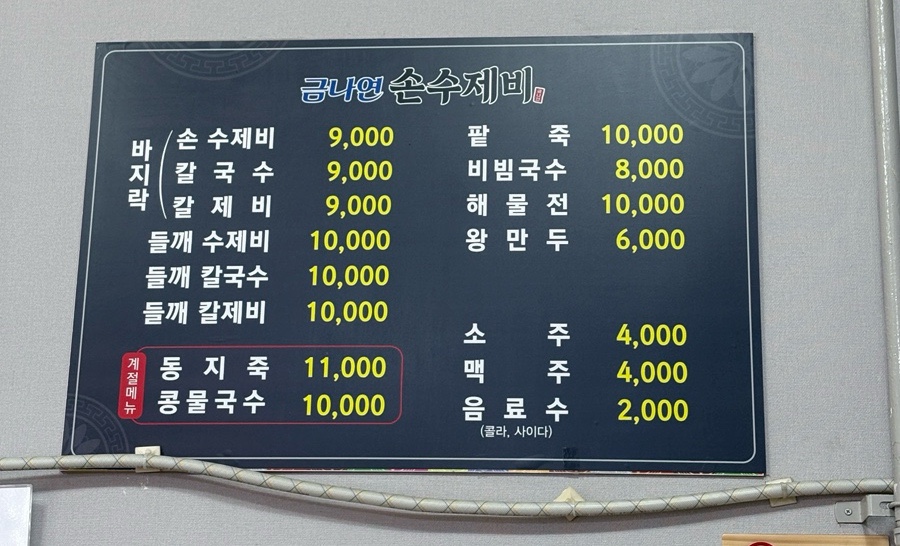 금나연 손수제비
바지락
손 수제비 9,000
칼 국 수 9,000
칼 제 비 9,000
들깨 수제비 10,000
들깨 칼국수 10,000
들깨 칼제비 10,000
계절메뉴
동 지 죽 11,000
콩물국수 10,000
팥 죽 10,000
비빔국수 8,000
해 물 전 10,000
왕 만 두 6,000
소 주 4,000
맥 주 4,000
음 료 수 2,000
(콜라, 사이다)